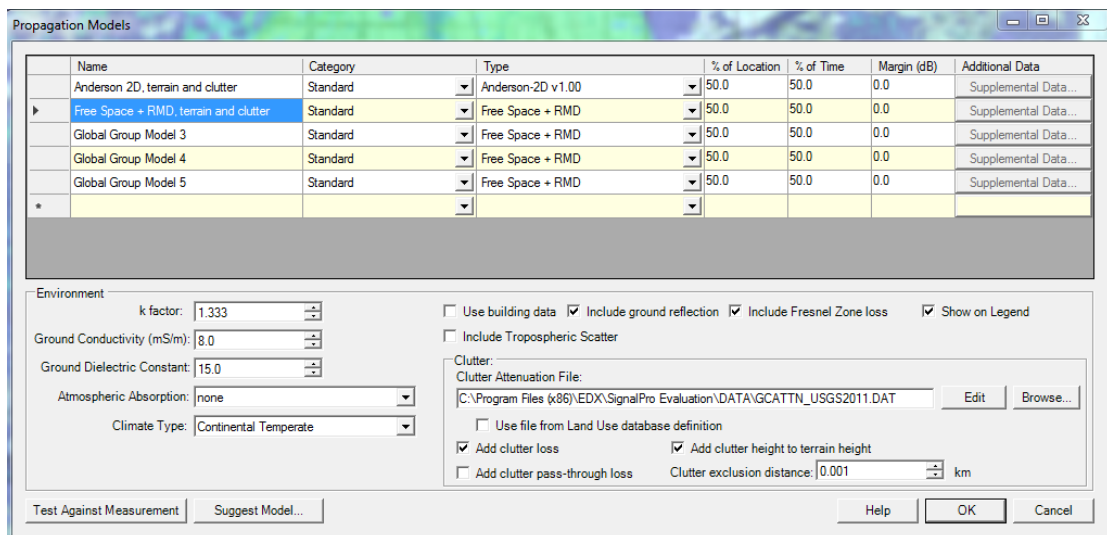 Propagation Models
Name Category Type % of Location % of Time Margin (dB) Additional Data
Anderson 2D, terrain and clutter Standard Anderson-2D v1.00 50.0 50.0 0.0 Supplemental Data...
Free Space + RMD, terrain and clutter Standard Free Space + RMD 50.0 50.0 0.0 Supplemental Data...
Global Group Model 3 Standard Free Space + RMD 50.0 50.0 0.0 Supplemental Data...
Global Group Model 4 Standard Free Space + RMD 50.0 50.0 0.0 Supplemental Data...
Global Group Model 5 Standard Free Space + RMD 50.0 50.0 0.0 Supplemental Data...
*
Environment
k factor: 1.333
Ground Conductivity (mS/m): 8.0
Ground Dielectric Constant: 15.0
Atmospheric Absorption: none
Climate Type: Continental Temperate
Use building data Include ground reflection Include Fresnel Zone loss Show on Legend
Include Tropospheric Scatter
Clutter:
Clutter Attenuation File:
C:\Program Files (x86)\EDX\SignalPro Evaluation\DATA\GCATTN_USGS2011.DAT Edit Browse...
Use file from Land Use database definition
Add clutter loss Add clutter height to terrain height
Add clutter pass-through loss Clutter exclusion distance: 0.001 km
Test Against Measurement Suggest Model... Help OK Cancel